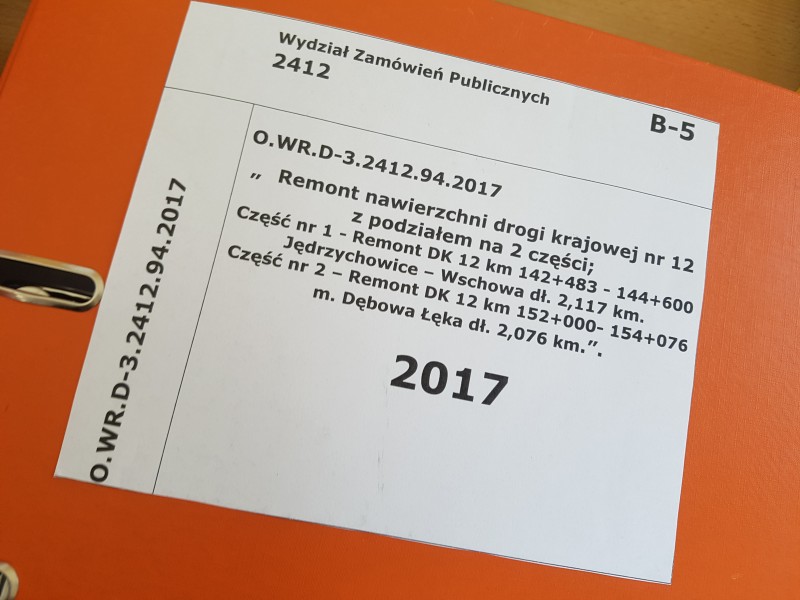 Wydział Zamówień Publicznych
2412
B-5
O.WR.D-3.2412.94.2017
O.WR.D-3.2412.94.2017
„ Remont nawierzchni drogi krajowej nr 12
z podziałem na 2 części;
Część nr 1 - Remont DK 12 km 142+483 - 144+600
Jędrzychowice – Wschowa dł. 2,117 km.
Część nr 2 – Remont DK 12 km 152+000- 154+076
m. Dębowa Łęka dł. 2,076 km.”.
2017